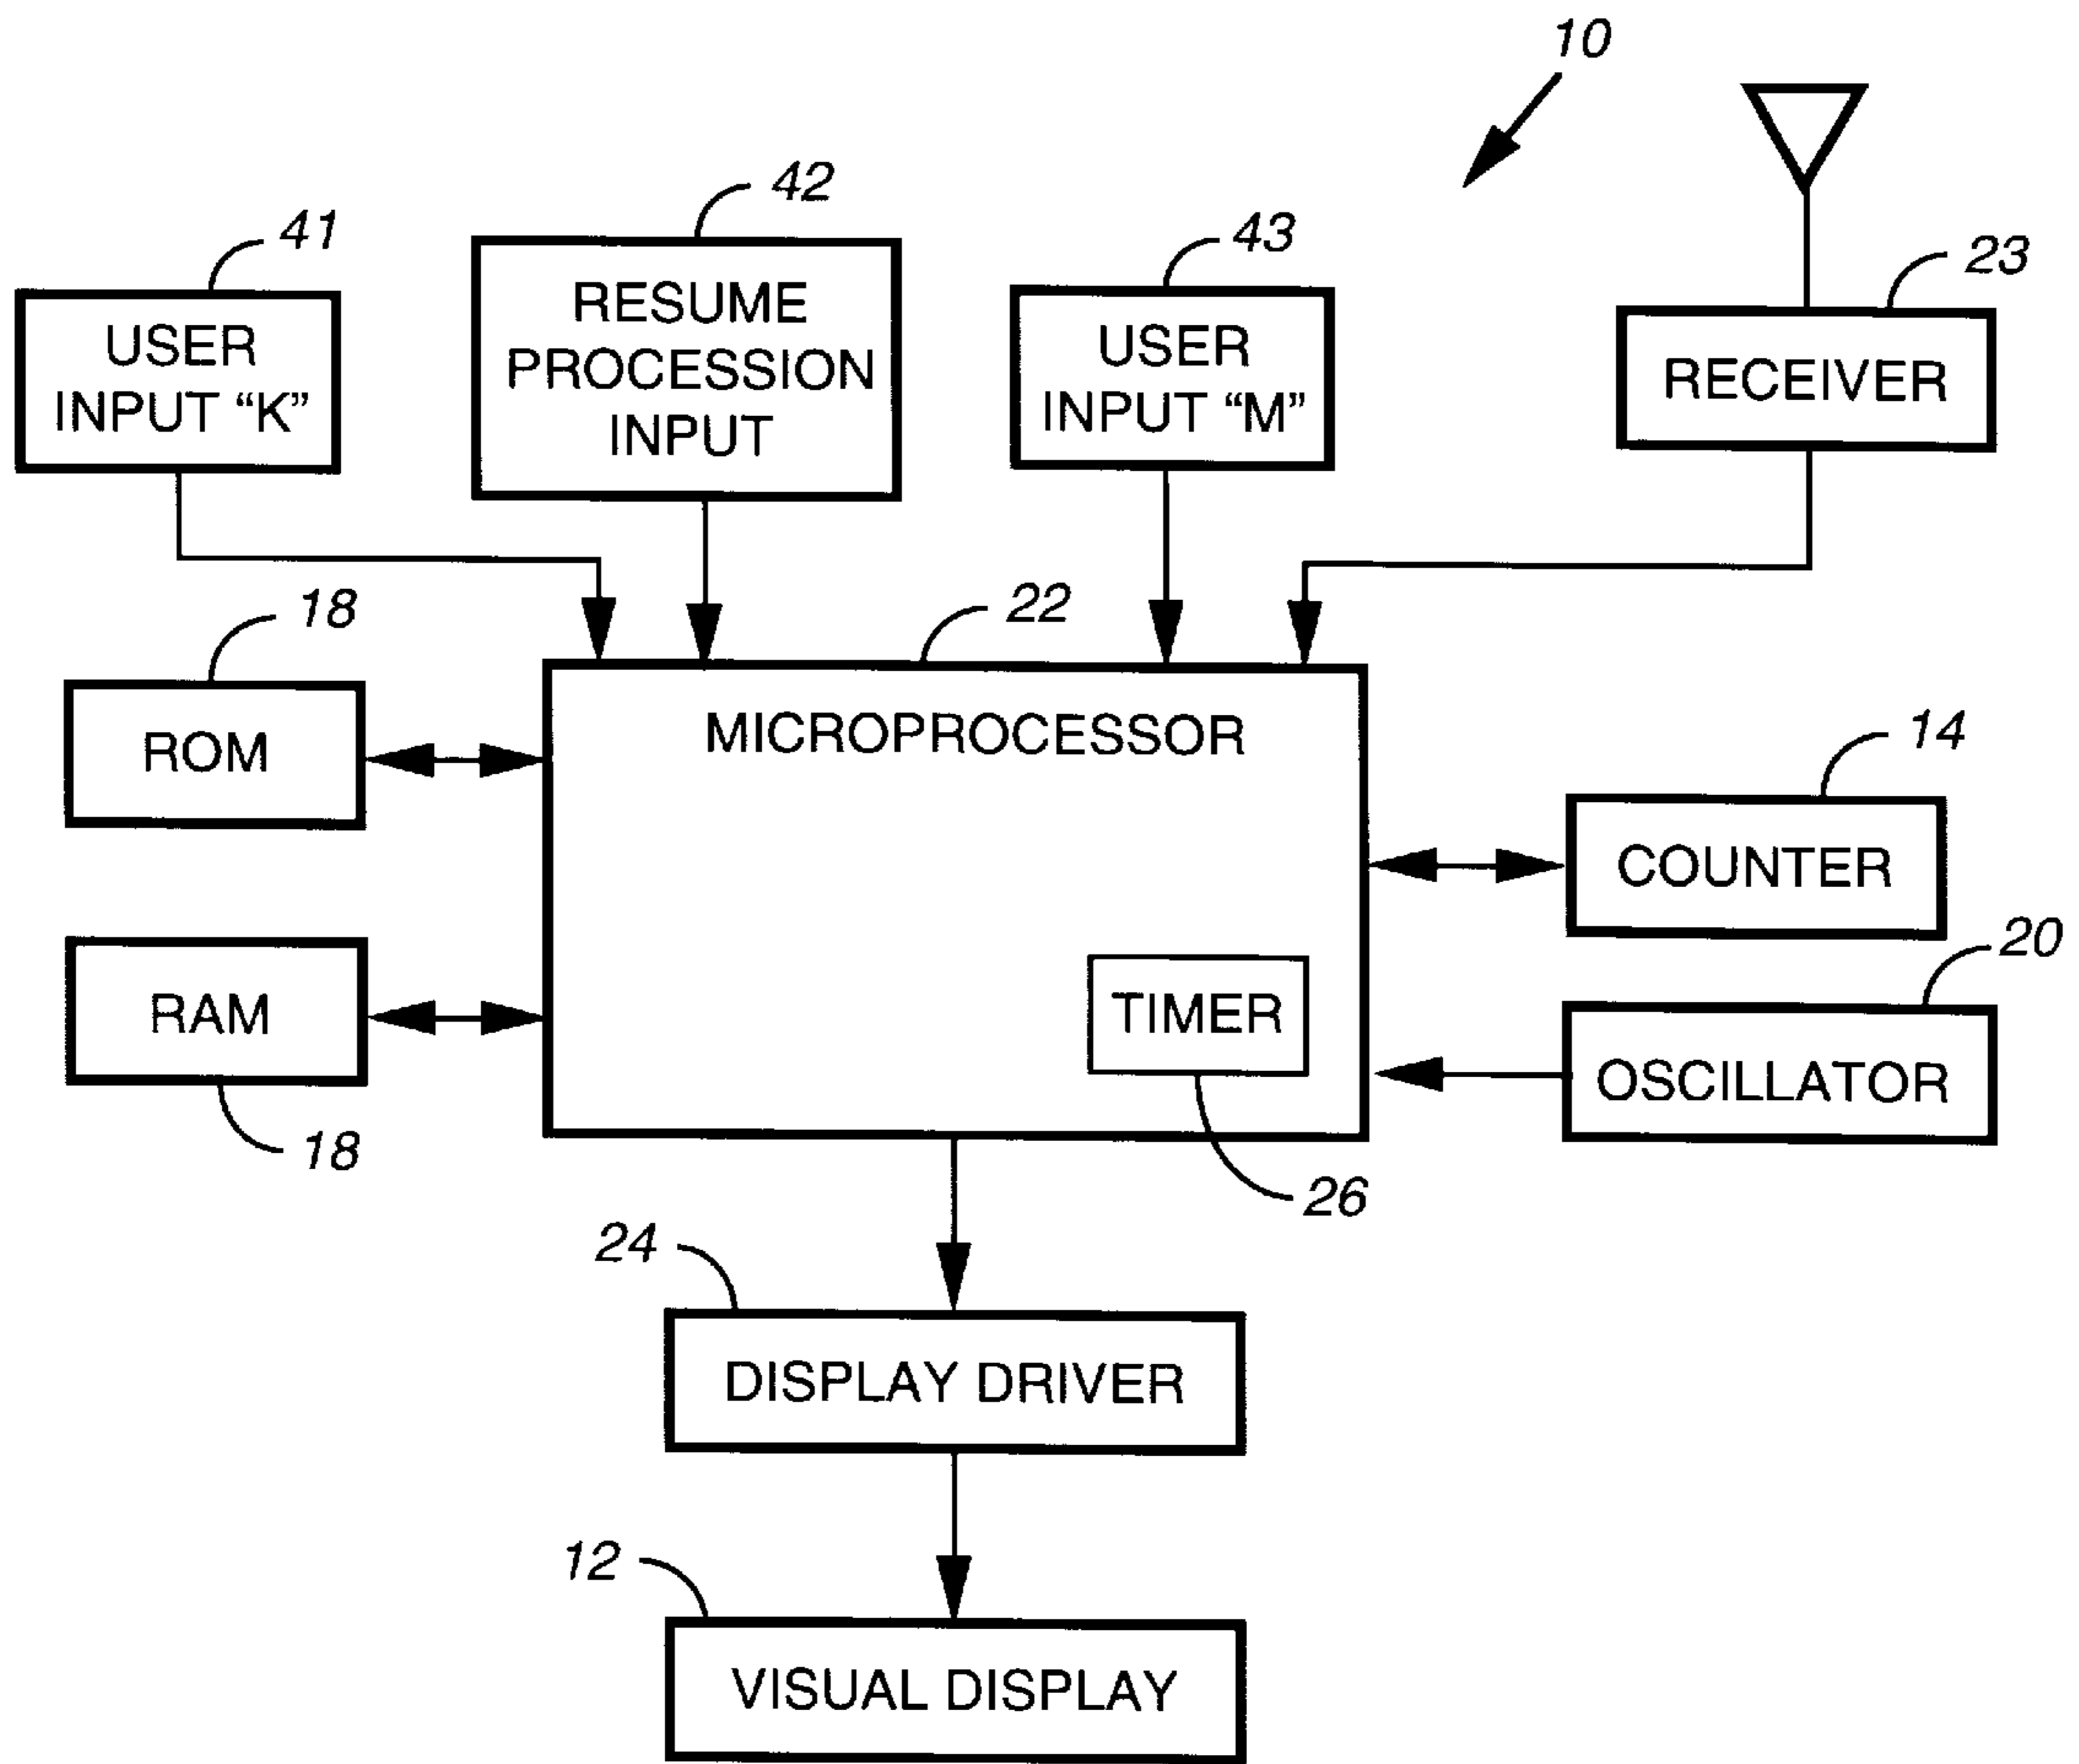 10
41
42
43
23
USER
INPUT “K”
RESUME
PROCESSION
INPUT
USER
INPUT “M”
RECEIVER
18
22
ROM
MICROPROCESSOR
14
COUNTER
RAM
18
TIMER
26
20
OSCILLATOR
24
DISPLAY DRIVER
12
VISUAL DISPLAY